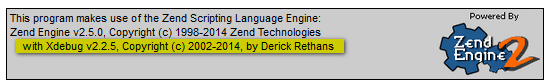 This program makes use of the Zend Scripting Language Engine:
Zend Engine v2.5.0, Copyright (c) 1998-2014 Zend Technologies
with Xdebug v2.2.5, Copyright (c) 2002-2014, by Derick Rethans
Powered By
Zend
Engine 2